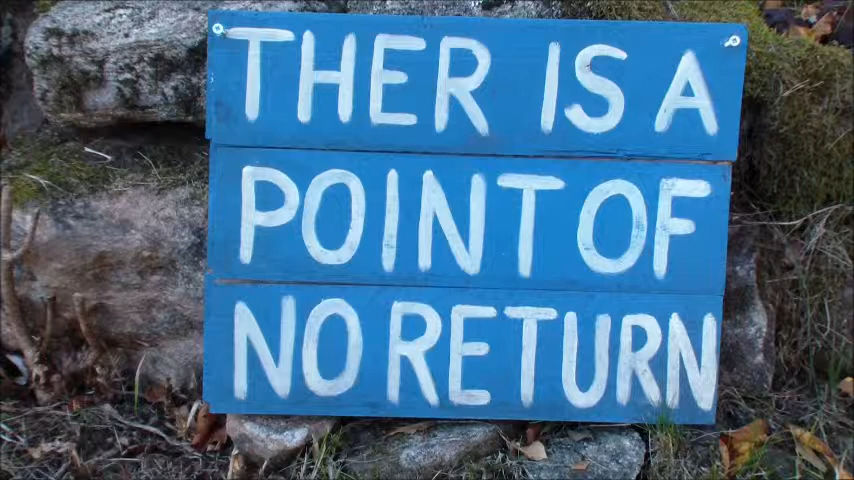 THER IS A
POINT OF
NO RETURN